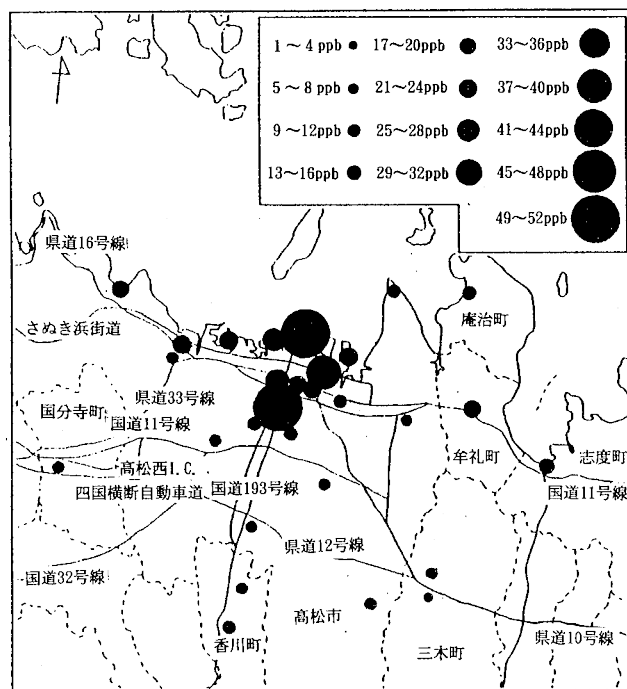 1～4 ppb 17～20ppb 33～36ppb
5～8 ppb 21～24ppb 37～40ppb
9～12ppb 25～28ppb 41～44ppb
13～16ppb 29～32ppb 45～48ppb
49～52ppb
県道16号線
さぬき浜街道
庵治町
県道33号線
国分寺町
国道11号線
牟礼町
志度町
高松西I.C.
国道193号線
国道11号線
四国横断自動車道
県道12号線
国道32号線
高松市
香川町
県道10号線
三木町